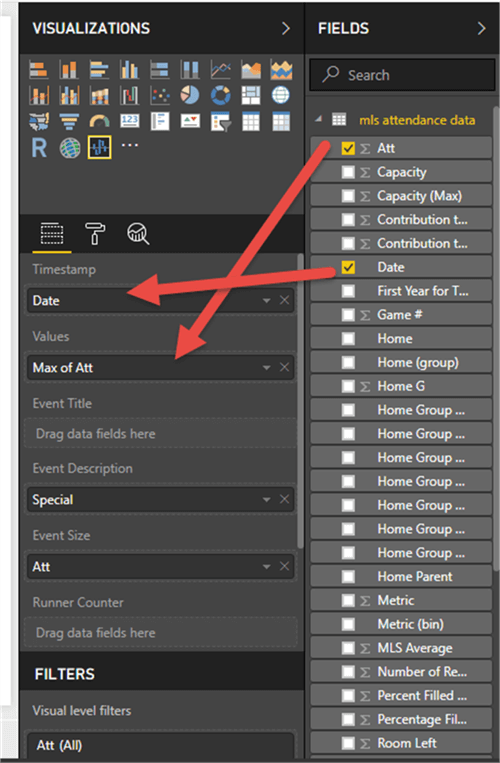 VISUALIZATIONS
R
123
...
Timestamp
Date
Values
Max of Att
Event Title
Drag data fields here
Event Description
Special
Event Size
Att
Runner Counter
Drag data fields here
FILTERS
Visual level filters
Att (All)
FIELDS
Search
mls attendance data
Σ Att
Σ Capacity
Σ Capacity (Max)
Σ Contribution t...
Σ Contribution t...
Date
First Year for T...
Σ Game #
Home
Home (group)
Σ Home G
Home Group ...
Home Group ...
Home Group ...
Home Group ...
Home Group ...
Home Group ...
Home Group ...
Home Parent
Σ Metric
Metric (bin)
Σ MLS Average
Σ Number of Re...
Σ Percent Filled ...
Σ Percentage Fil...
Σ Room Left